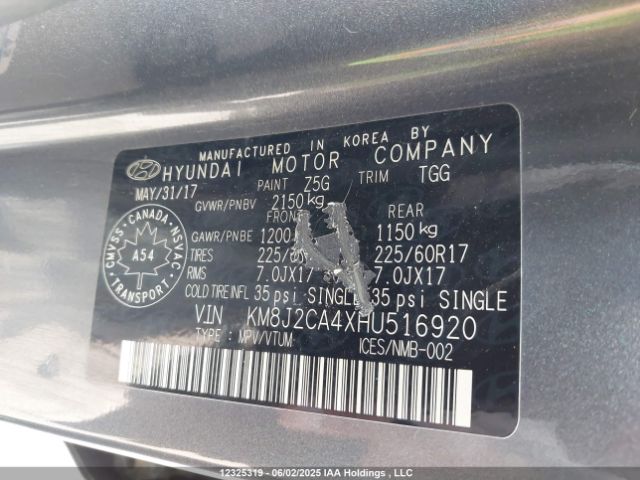 MANUFACTURED IN KOREA BY
HYUNDAI MOTOR COMPANY
MAY/31/17 PAINT Z5G TRIM TGG
GVWR/PNBV 2150kg
FRONT REAR
GAWR/PNBE 1200 1150 kg
TIRES 225/60R17
RIMS 7.0JX17 7.0JX17
COLD TIRE INFL 35 psi SINGLE 35 psi SINGLE
VIN KM8J2CA4XHU516920
TYPE : MPV/VTUM ICES/NMB-002
CANADA
CMVSS NSVAC
A54
TRANSPORT
12325319 - 06/02/2025 IAA Holdings , LLC